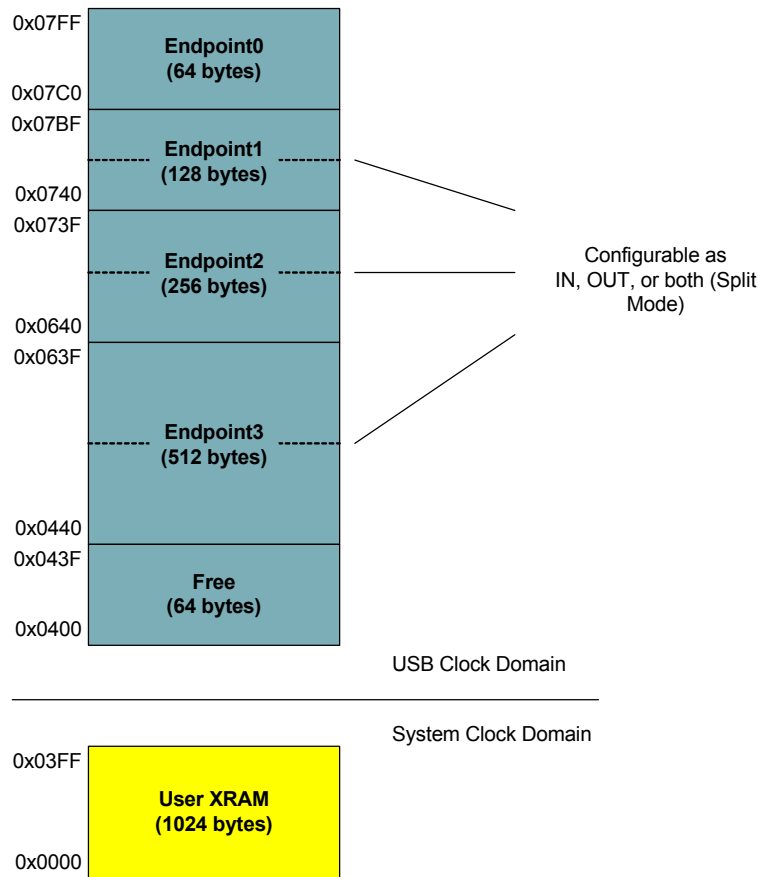 0x07FF
Endpoint0
(64 bytes)
0x07C0
0x07BF
Endpoint1
(128 bytes)
0x0740
0x073F
Endpoint2
(256 bytes)
0x0640
0x063F
Endpoint3
(512 bytes)
0x0440
0x043F
Free
(64 bytes)
0x0400
Configurable as
IN, OUT, or both (Split
Mode)
USB Clock Domain
System Clock Domain
0x03FF
User XRAM
(1024 bytes)
0x0000